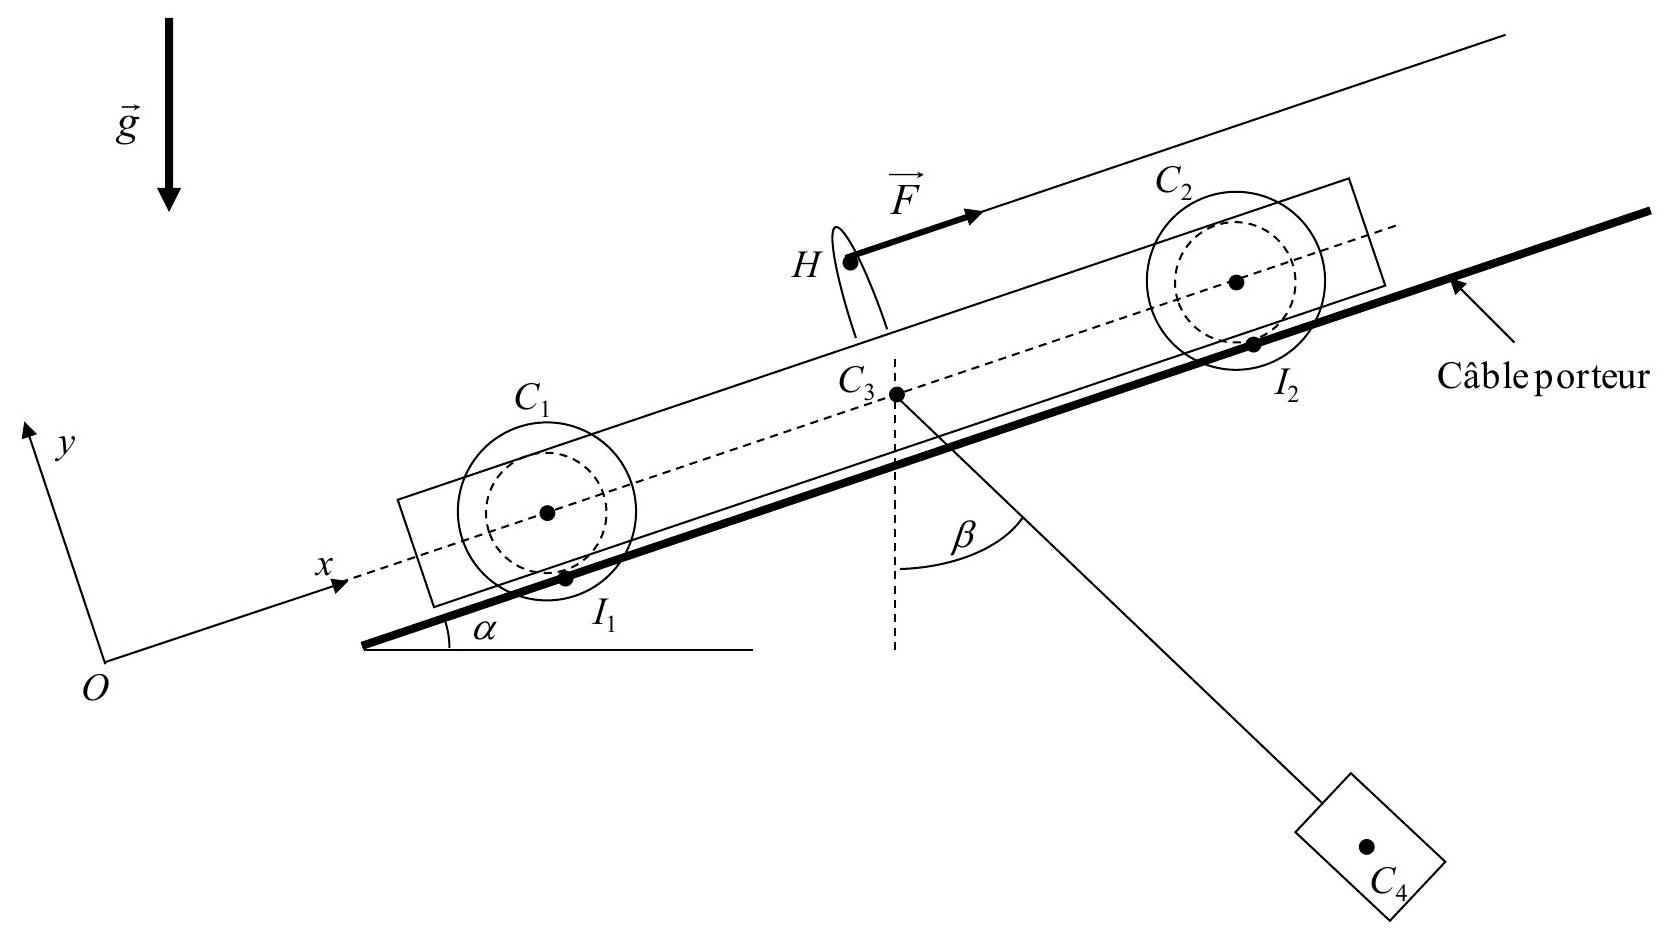 g⃗
F⃗
C₂
H
C₃
Câble porteur
I₂
C₁
y
β
x
I₁
α
O
C₄